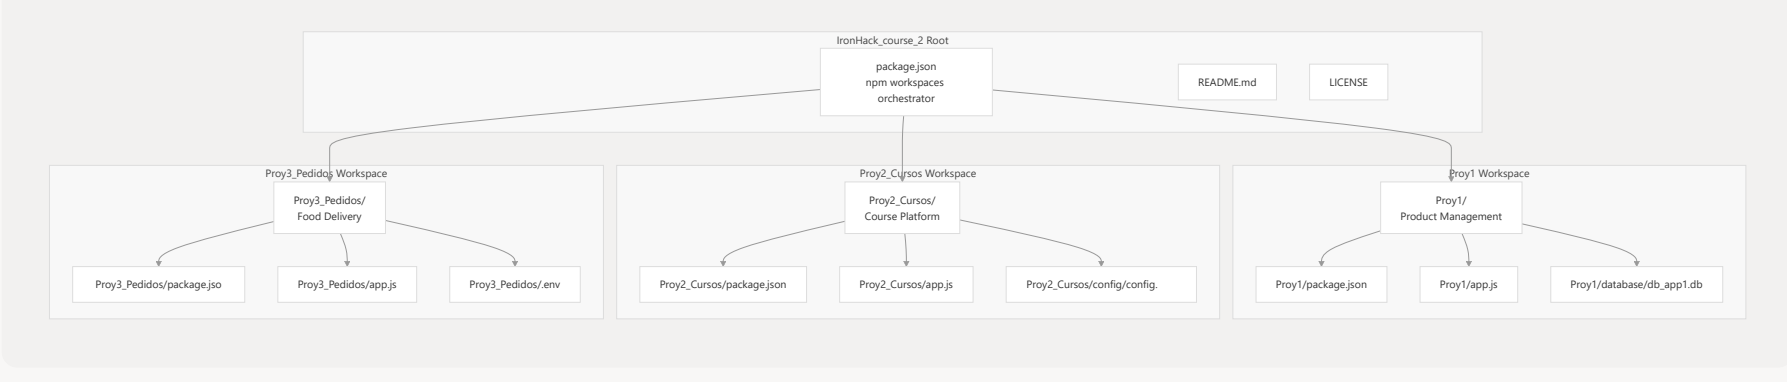 IronHack_course_2 Root
package.json
npm workspaces
orchestrator
README.md
LICENSE
Proy3_Pedidos Workspace
Proy3_Pedidos/
Food Delivery
Proy3_Pedidos/package.jso
Proy3_Pedidos/app.js
Proy3_Pedidos/.env
Proy2_Cursos Workspace
Proy2_Cursos/
Course Platform
Proy2_Cursos/package.json
Proy2_Cursos/app.js
Proy2_Cursos/config/config.
Proy1 Workspace
Proy1/
Product Management
Proy1/package.json
Proy1/app.js
Proy1/database/db_app1.db